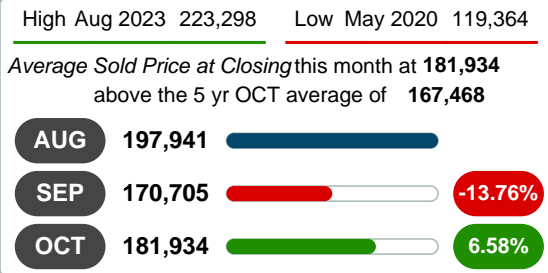 High Aug 2023 223,298 Low May 2020 119,364
Average Sold Price at Closing this month at 181,934
above the 5 yr OCT average of 167,468
AUG 197,941
SEP 170,705 -13.76%
OCT 181,934 6.58%